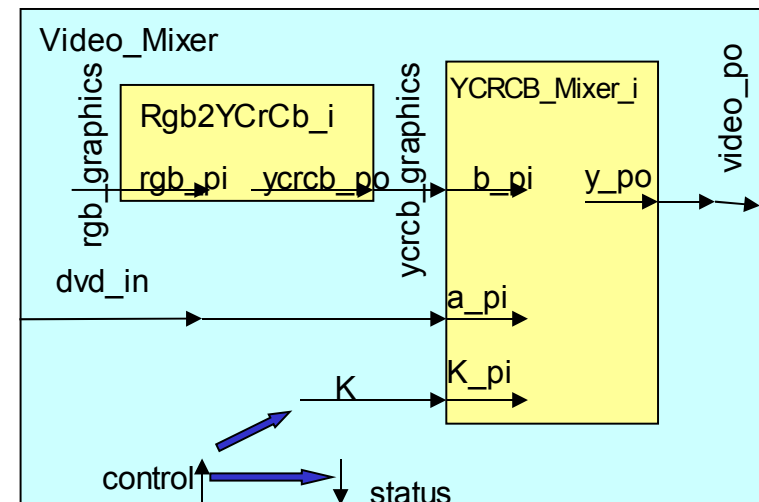 Video_Mixer
rgb_graphics
Rgb2YCrCb_i
rgb_pi
ycrcb_po
ycrcb_graphics
YCRCB_Mixer_i
b_pi
y_po
video_po
dvd_in
a_pi
K
K_pi
control
status